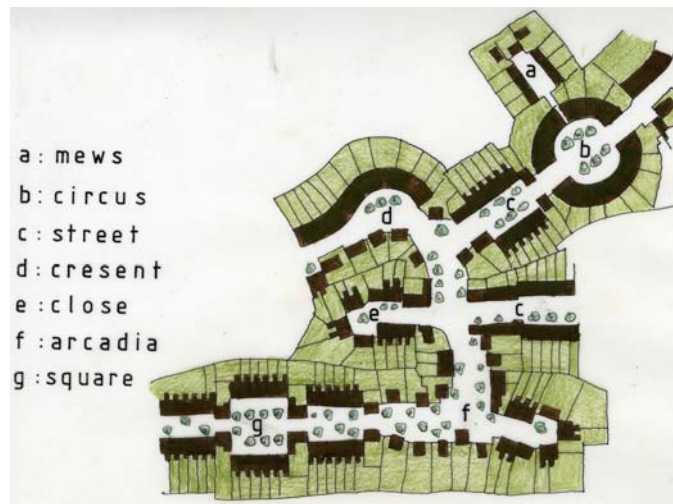 a: mews
b: circus
c: street
d: cresent
e: close
f: arcadia
g: square
a
b
c
d
e
c
f
g